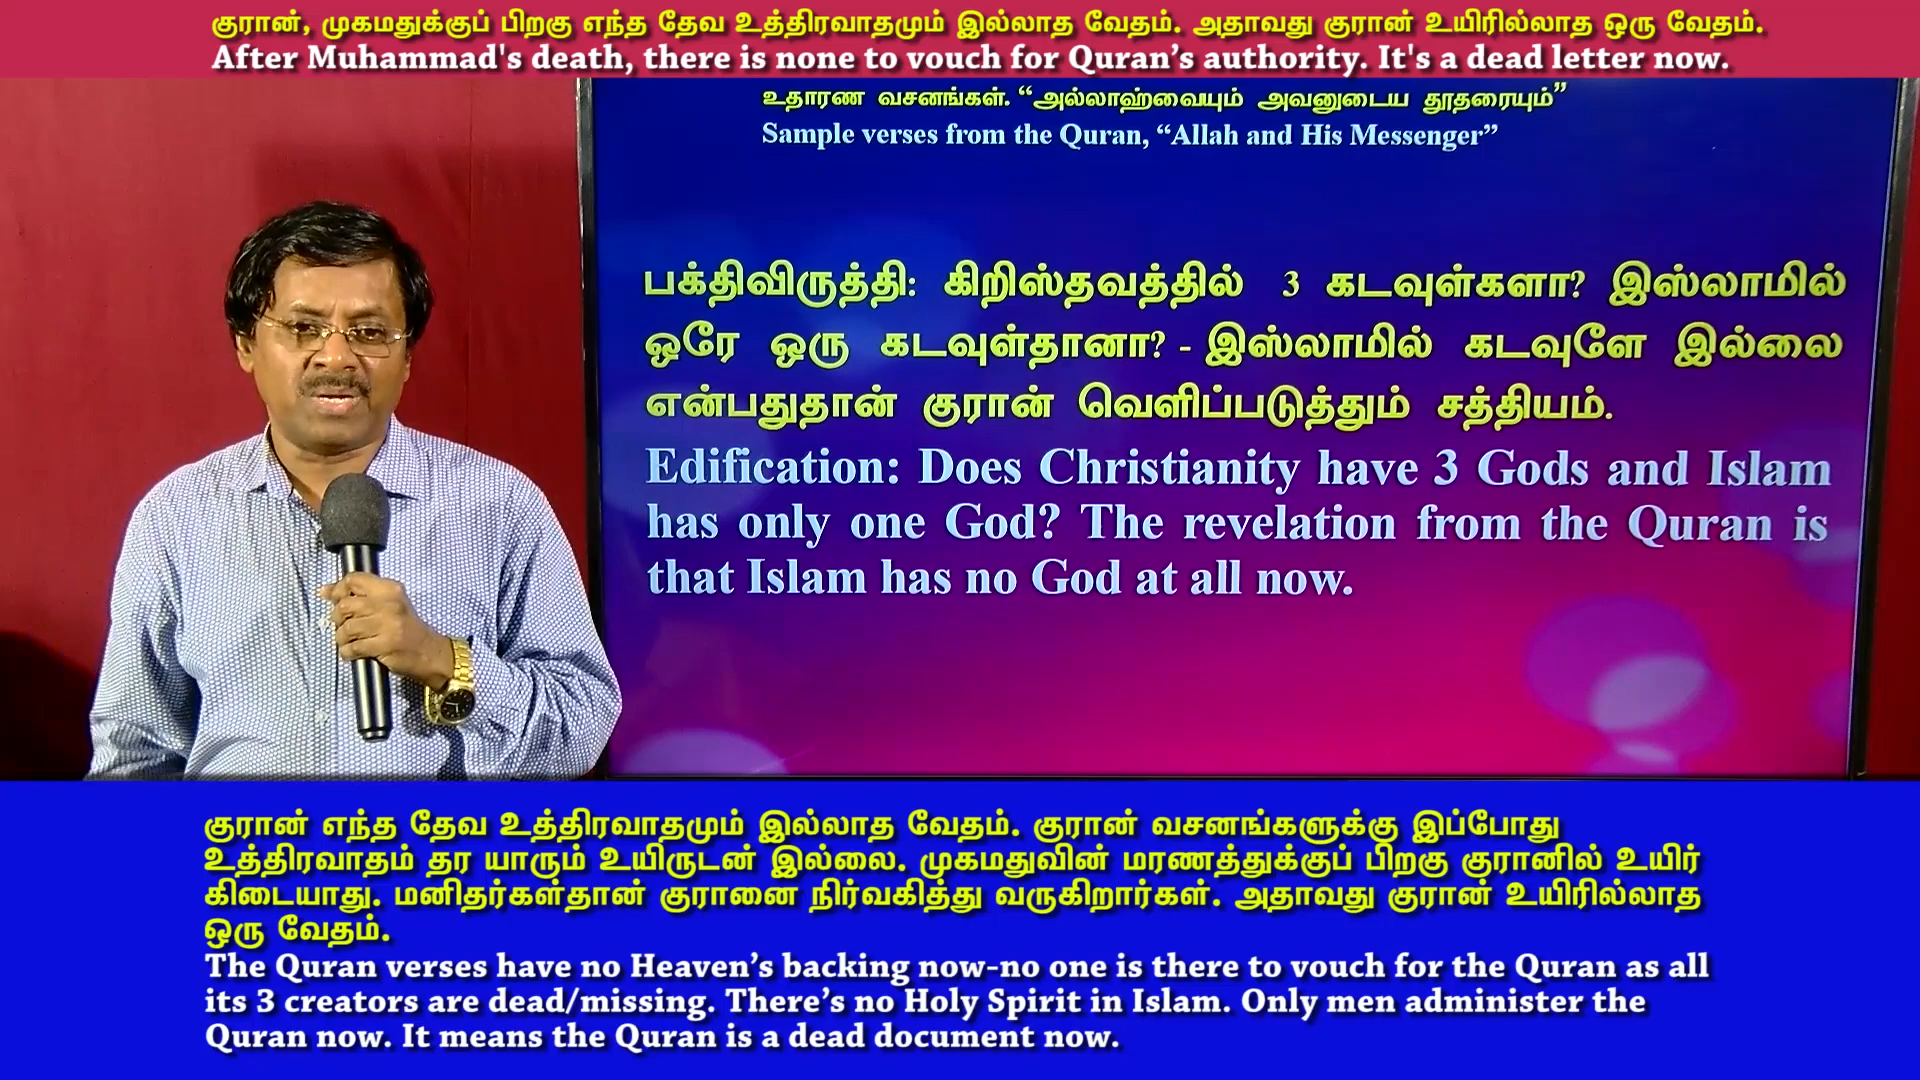 குரான், முகமதுக்குப் பிறகு எந்த தேவ உத்திரவாதமும் இல்லாத வேதம். அதாவது குரான் உயிரில்லாத ஒரு வேதம்.
After Muhammad's death, there is none to vouch for Quran’s authority. It's a dead letter now.
உதாரண வசனங்கள். “அல்லாஹ்வையும் அவனுடைய தூதரையும்”
Sample verses from the Quran, “Allah and His Messenger”
பக்திவிருத்தி: கிறிஸ்தவத்தில் 3 கடவுள்களா? இஸ்லாமில்
ஒரே ஒரு கடவுள்தானா? - இஸ்லாமில் கடவுளே இல்லை
என்பதுதான் குரான் வெளிப்படுத்தும் சத்தியம்.
Edification: Does Christianity have 3 Gods and Islam
has only one God? The revelation from the Quran is
that Islam has no God at all now.
குரான் எந்த தேவ உத்திரவாதமும் இல்லாத வேதம். குரான் வசனங்களுக்கு இப்போது
உத்திரவாதம் தர யாரும் உயிருடன் இல்லை. முகமதுவின் மரணத்துக்குப் பிறகு குரானில் உயிர்
கிடையாது. மனிதர்கள்தான் குரானை நிர்வகித்து வருகிறார்கள். அதாவது குரான் உயிரில்லாத
ஒரு வேதம்.
The Quran verses have no Heaven’s backing now-no one is there to vouch for the Quran as all
its 3 creators are dead/missing. There’s no Holy Spirit in Islam. Only men administer the
Quran now. It means the Quran is a dead document now.